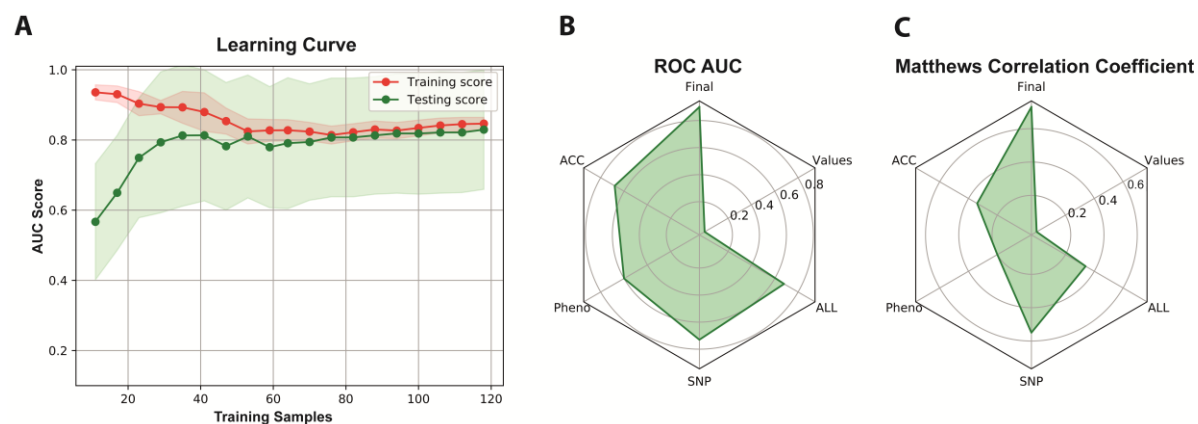 A
Learning Curve
AUC Score
1.0
0.8
0.6
0.4
0.2
Training score
Testing score
20
40
60
80
100
120
Training Samples
B
ROC AUC
Final
ACC
Values
0.8
0.6
0.4
0.2
Pheno
ALL
SNP
C
Matthews Correlation Coefficient
Final
ACC
Values
0.6
0.4
0.2
Pheno
ALL
SNP